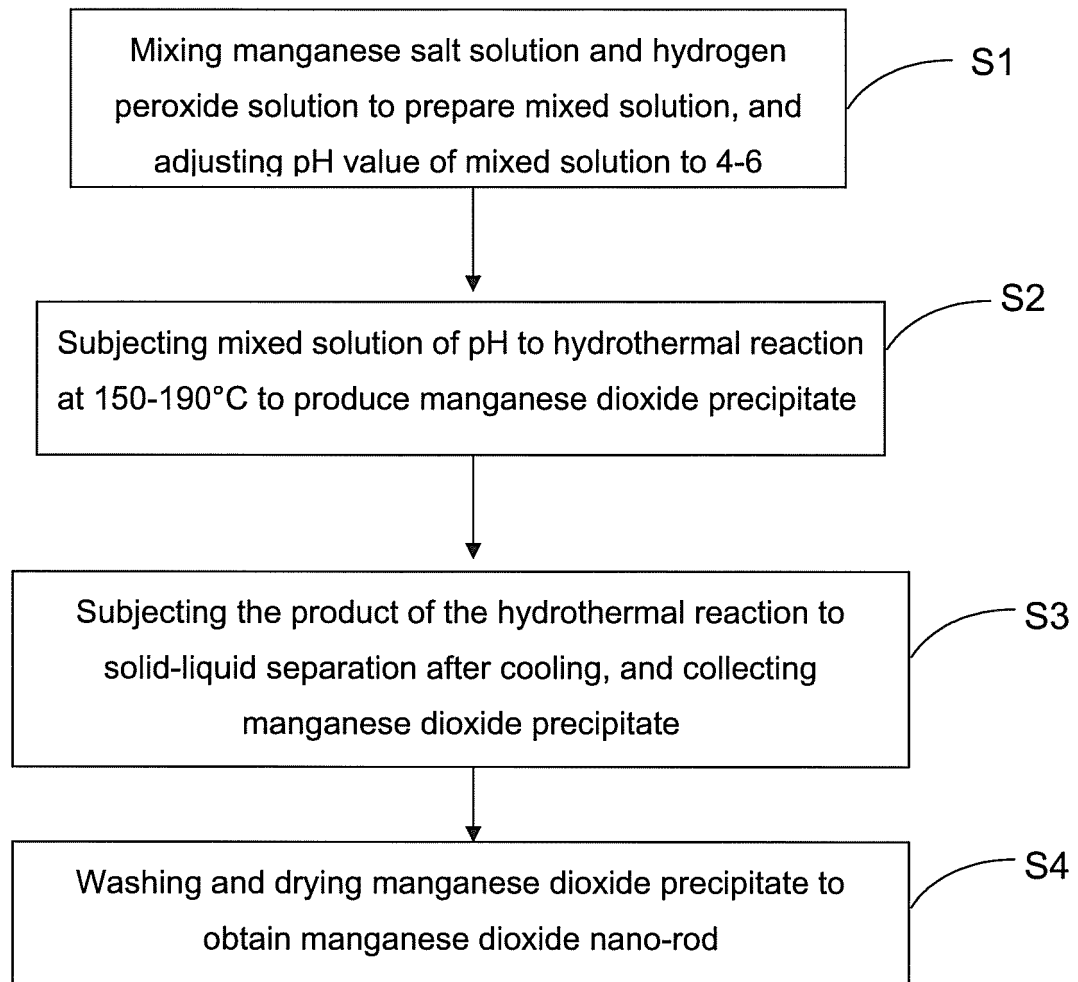 Mixing manganese salt solution and hydrogen
peroxide solution to prepare mixed solution, and
adjusting pH value of mixed solution to 4-6
S1
Subjecting mixed solution of pH to hydrothermal reaction
at 150-190°C to produce manganese dioxide precipitate
S2
Subjecting the product of the hydrothermal reaction to
solid-liquid separation after cooling, and collecting
manganese dioxide precipitate
S3
Washing and drying manganese dioxide precipitate to
obtain manganese dioxide nano-rod
S4